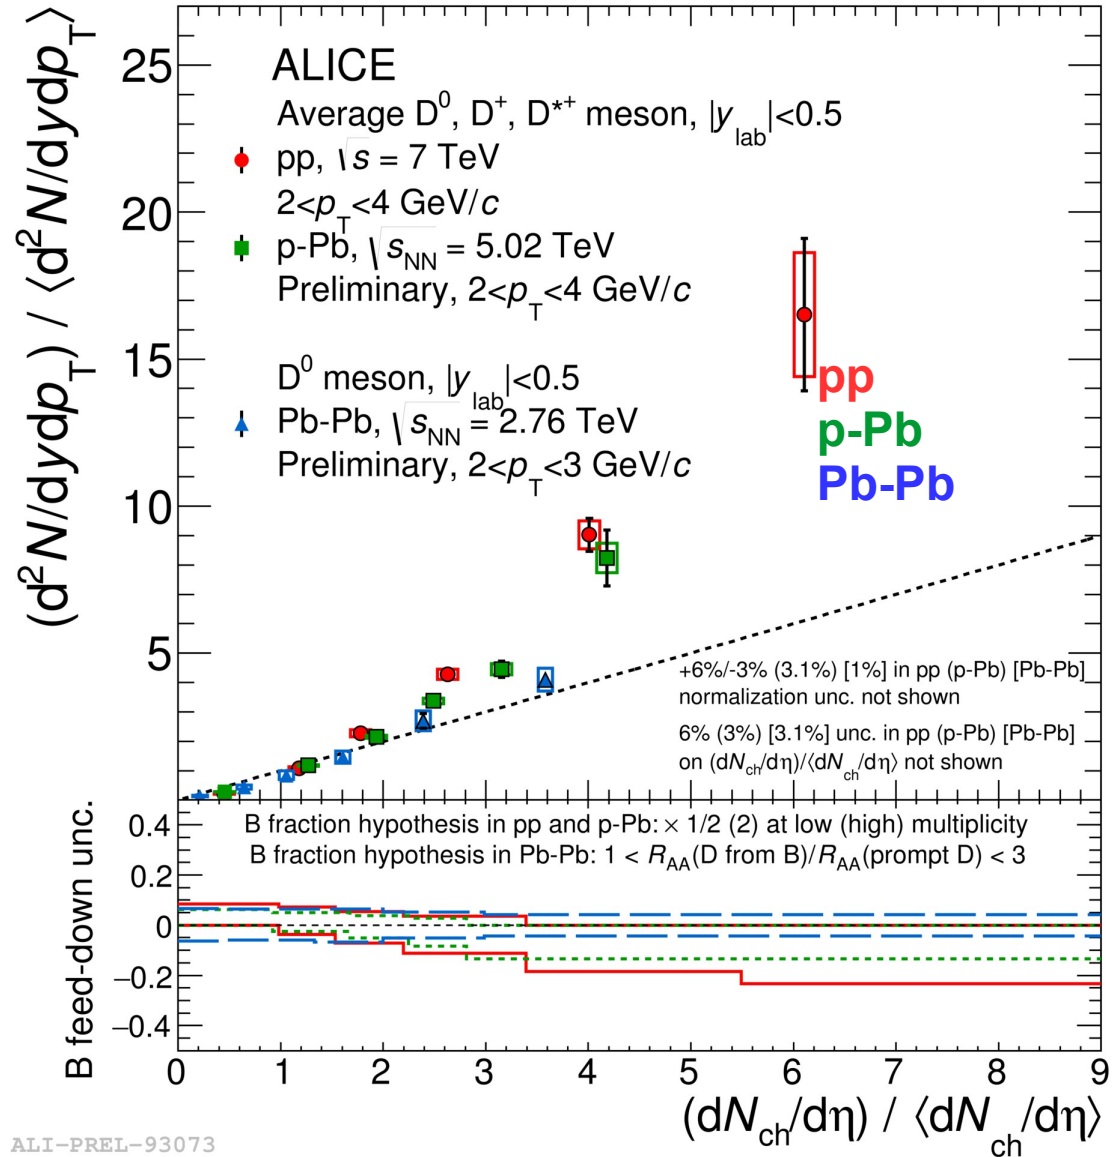 (d²N/dydp_T) / ⟨d²N/dydp_T⟩
25
20
15
10
5
ALICE
Average D⁰, D⁺, D*⁺ meson, |y_lab|<0.5
pp, √s = 7 TeV
2<p_T<4 GeV/c
p-Pb, √s_NN = 5.02 TeV
Preliminary, 2<p_T<4 GeV/c
D⁰ meson, |y_lab|<0.5
Pb-Pb, √s_NN = 2.76 TeV
Preliminary, 2<p_T<3 GeV/c
pp
p-Pb
Pb-Pb
+6%/-3% (3.1%) [1%] in pp (p-Pb) [Pb-Pb]
normalization unc. not shown
6% (3%) [3.1%] unc. in pp (p-Pb) [Pb-Pb]
on (dN_ch/dη)/⟨dN_ch/dη⟩ not shown
B feed-down unc.
0.4
0.2
0
−0.2
−0.4
B fraction hypothesis in pp and p-Pb: × 1/2 (2) at low (high) multiplicity
B fraction hypothesis in Pb-Pb: 1 < R_AA(D from B)/R_AA(prompt D) < 3
0 1 2 3 4 5 6 7 8 9
(dN_ch/dη) / ⟨dN_ch/dη⟩
ALI−PREL−93073